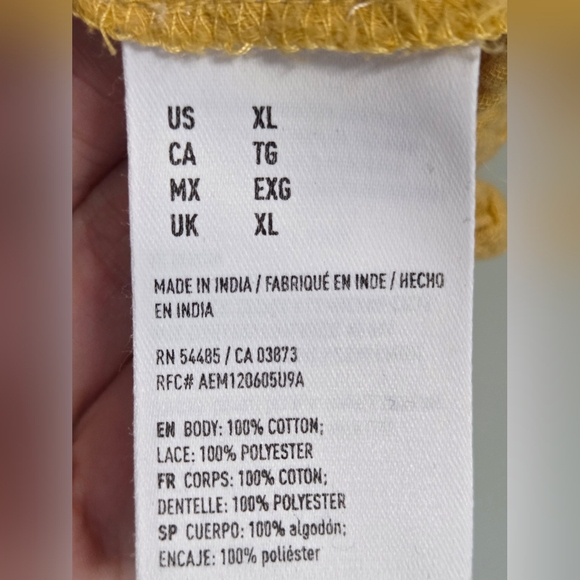 US XL
CA TG
MX EXG
UK XL
MADE IN INDIA / FABRIQUÉ EN INDE / HECHO
EN INDIA
RN 54485 / CA 03873
RFC# AEM120605U9A
EN BODY: 100% COTTON;
LACE: 100% POLYESTER
FR CORPS: 100% COTON;
DENTELLE: 100% POLYESTER
SP CUERPO: 100% algodón;
ENCAJE: 100% poliéster